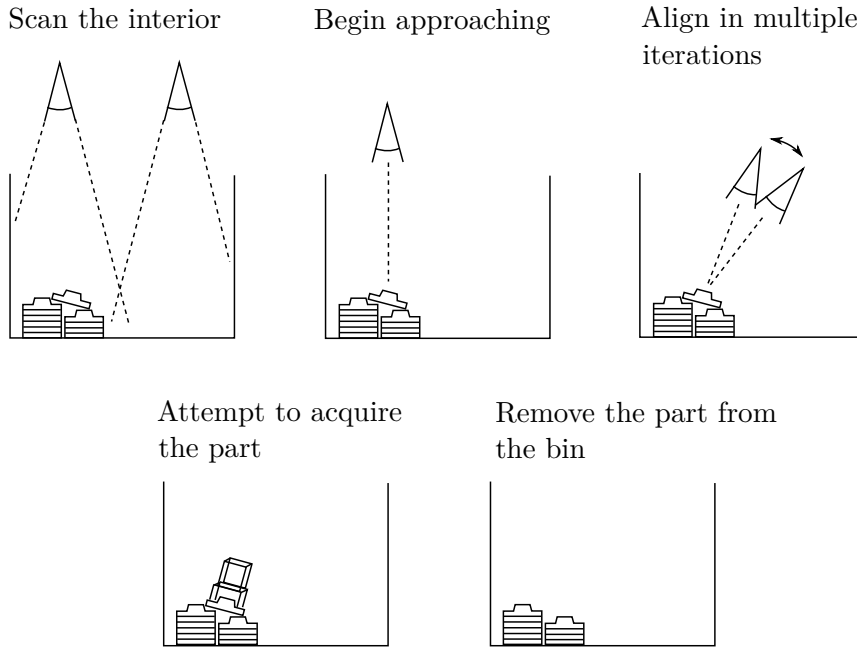 Scan the interior
Begin approaching
Align in multiple
iterations
Attempt to acquire
the part
Remove the part from
the bin